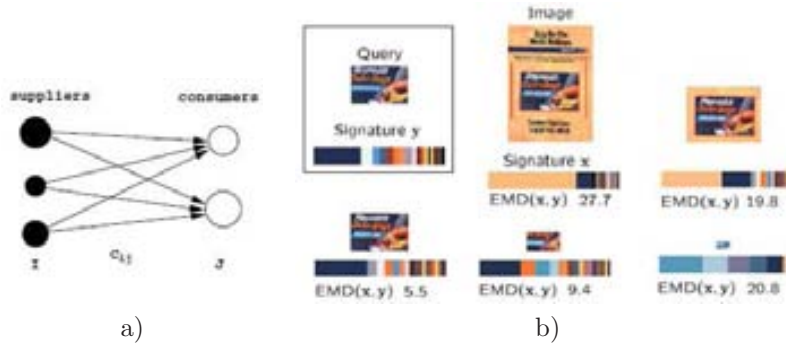 suppliers
consumers
I
c_ij
J
a)
Query
Signature y
Image
Signature x
EMD(x,y) 27.7
EMD(x,y) 19.8
EMD(x,y) 5.5
EMD(x,y) 9.4
EMD(x,y) 20.8
b)